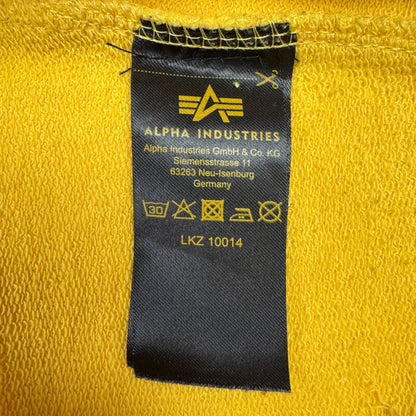 ALPHA INDUSTRIES
Alpha Industries GmbH & Co. KG
Siemensstrasse 11
63263 Neu-Isenburg
Germany
30
LKZ 10014